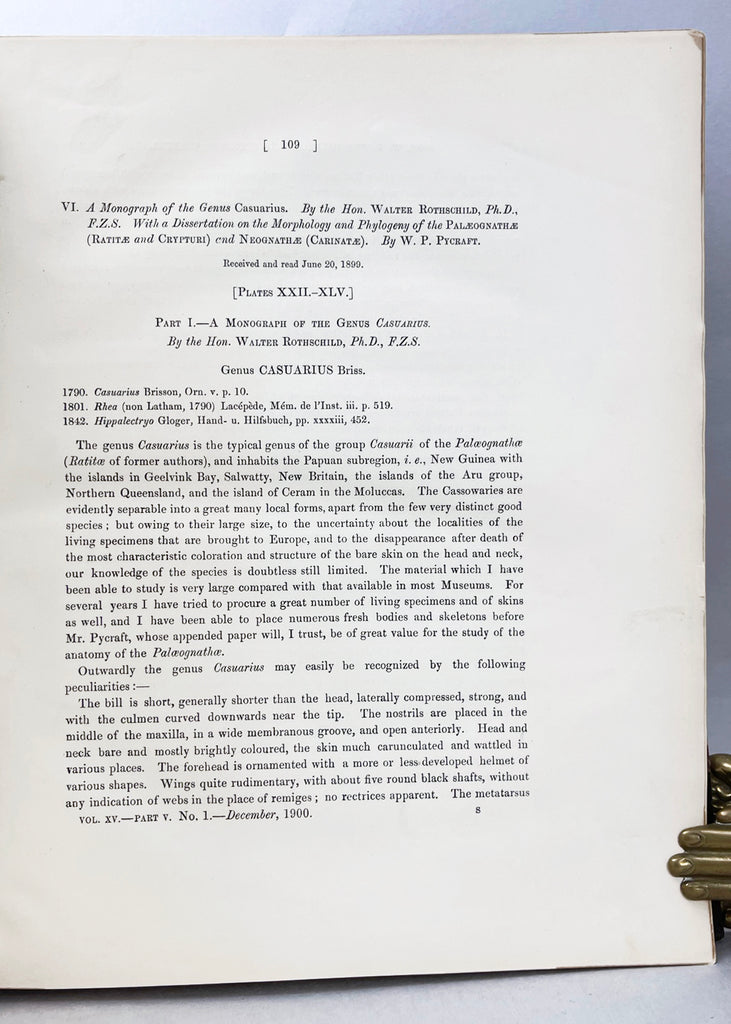 [ 109 ]
VI. A Monograph of the Genus Casuarius. By the Hon. WALTER ROTHSCHILD, Ph.D.,
F.Z.S. With a Dissertation on the Morphology and Phylogeny of the PALÆOGNATHÆ
(RATITÆ and CRYPTURI) and NEOGNATHÆ (CARINATÆ). By W. P. PYCRAFT.
Received and read June 20, 1899.
[PLATES XXII.–XLV.]
PART I.—A MONOGRAPH OF THE GENUS CASUARIUS.
By the Hon. WALTER ROTHSCHILD, Ph.D., F.Z.S.
Genus CASUARIUS Briss.
1790. Casuarius Brisson, Orn. v. p. 10.
1801. Rhea (non Latham, 1790) Lacépède, Mém. de l'Inst. iii. p. 519.
1842. Hippalectryo Gloger, Hand- u. Hilfsbuch, pp. xxxiii, 452.
The genus Casuarius is the typical genus of the group Casuarii of the Palæognathæ
(Ratitæ of former authors), and inhabits the Papuan subregion, i. e., New Guinea with
the islands in Geelvink Bay, Salwatty, New Britain, the islands of the Aru group,
Northern Queensland, and the island of Ceram in the Moluccas. The Cassowaries are
evidently separable into a great many local forms, apart from the few very distinct good
species; but owing to their large size, to the uncertainty about the localities of the
living specimens that are brought to Europe, and to the disappearance after death of
the most characteristic coloration and structure of the bare skin on the head and neck,
our knowledge of the species is doubtless still limited. The material which I have
been able to study is very large compared with that available in most Museums. For
several years I have tried to procure a great number of living specimens and of skins
as well, and I have been able to place numerous fresh bodies and skeletons before
Mr. Pycraft, whose appended paper will, I trust, be of great value for the study of the
anatomy of the Palæognathæ.
Outwardly the genus Casuarius may easily be recognized by the following
peculiarities:—
The bill is short, generally shorter than the head, laterally compressed, strong, and
with the culmen curved downwards near the tip. The nostrils are placed in the
middle of the maxilla, in a wide membranous groove, and open anteriorly. Head and
neck bare and mostly brightly coloured, the skin much carunculated and wattled in
various places. The forehead is ornamented with a more or less developed helmet of
various shapes. Wings quite rudimentary, with about five round black shafts, without
any indication of webs in the place of remiges; no rectrices apparent. The metatarsus
VOL. XV.—PART V. No. 1.—December, 1900. S